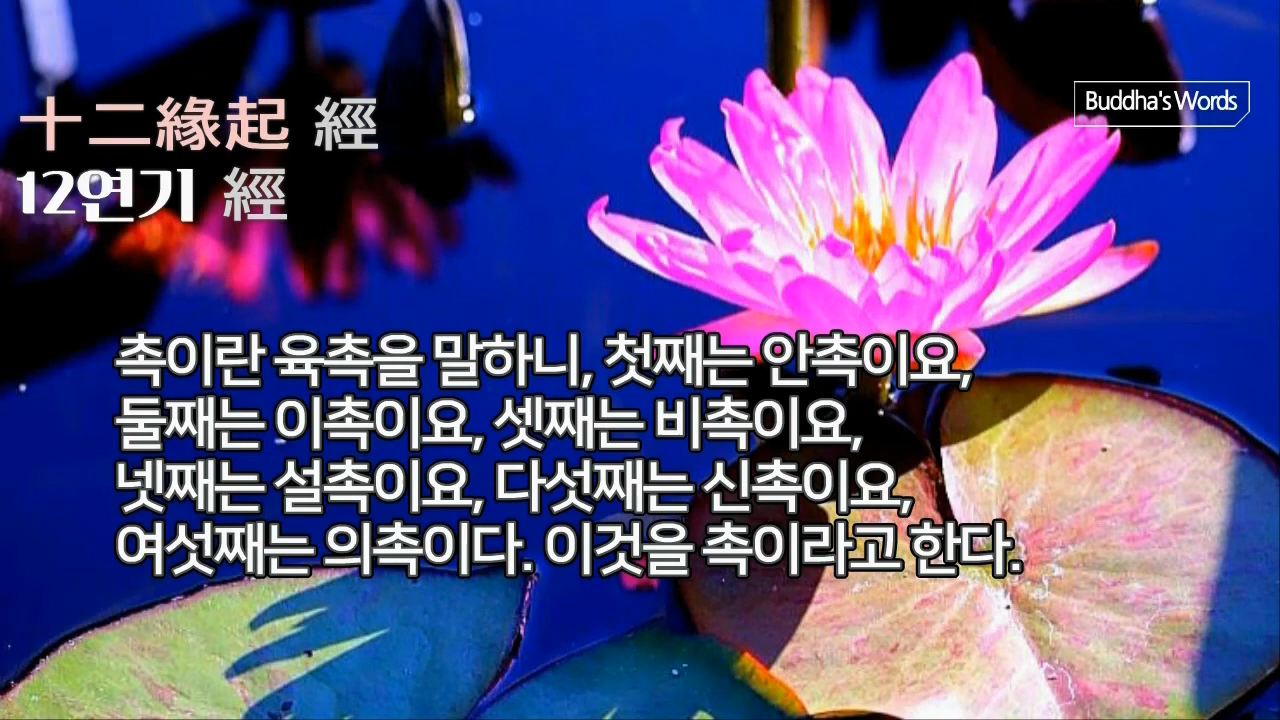 十二緣起 經
12연기 經
Buddha's Words
촉이란 육촉을 말하니, 첫째는 안촉이요,
둘째는 이촉이요, 셋째는 비촉이요,
넷째는 설촉이요, 다섯째는 신촉이요,
여섯째는 의촉이다. 이것을 촉이라고 한다.